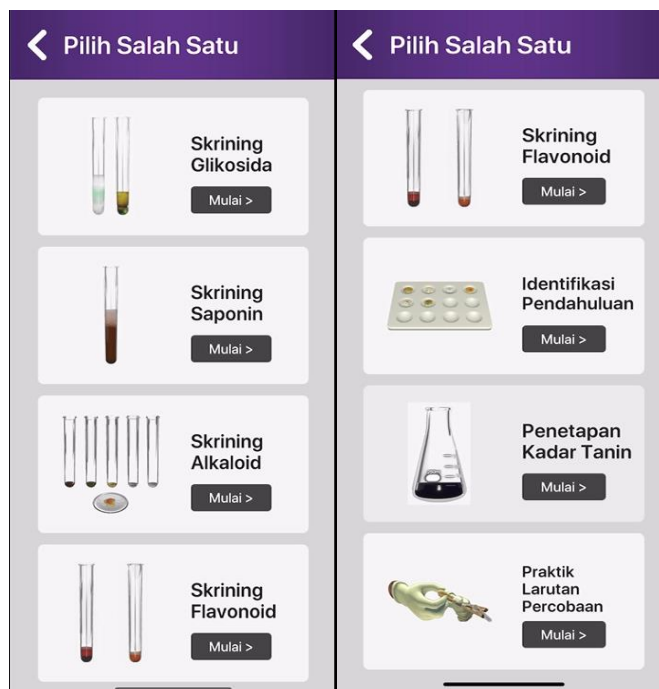 Pilih Salah Satu
Skrining
Glikosida
Mulai >
Skrining
Saponin
Mulai >
Skrining
Alkaloid
Mulai >
Skrining
Flavonoid
Mulai >
Pilih Salah Satu
Skrining
Flavonoid
Mulai >
Identifikasi
Pendahuluan
Mulai >
Penetapan
Kadar Tanin
Mulai >
Praktik
Larutan
Percobaan
Mulai >